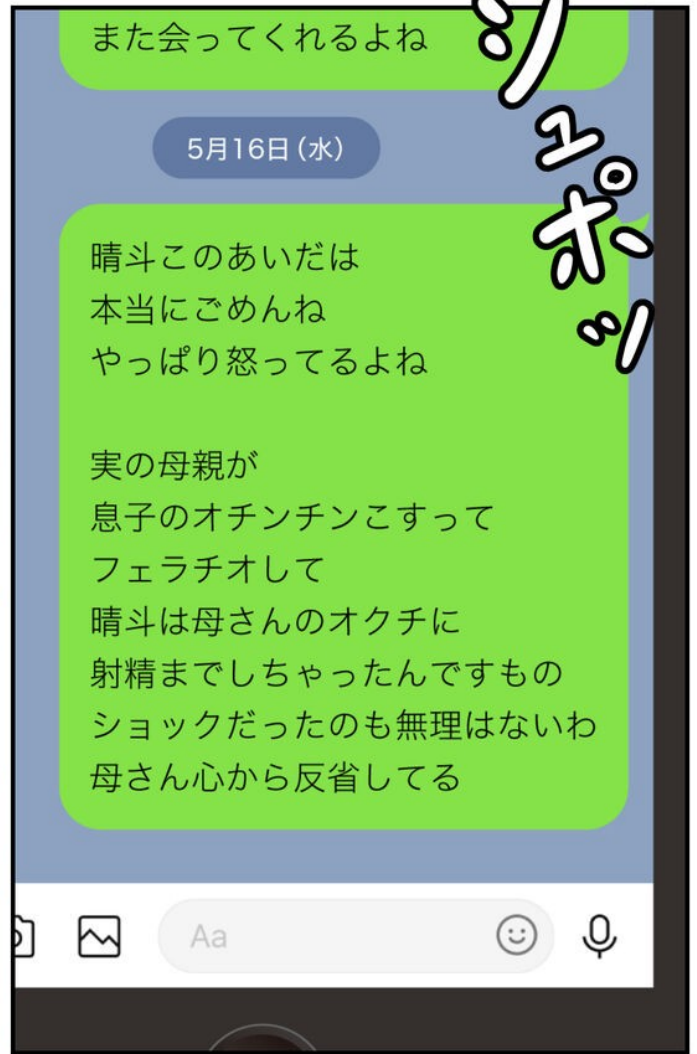 また会ってくれるよね
シュポッ
5月16日(水)
晴斗このあいだは
本当にごめんね
やっぱり怒ってるよね
実の母親が
息子のオチンチンこすって
フェラチオして
晴斗は母さんのオクチに
射精までしちゃったんですもの
ショックだったのも無理はないわ
母さん心から反省してる
Aa